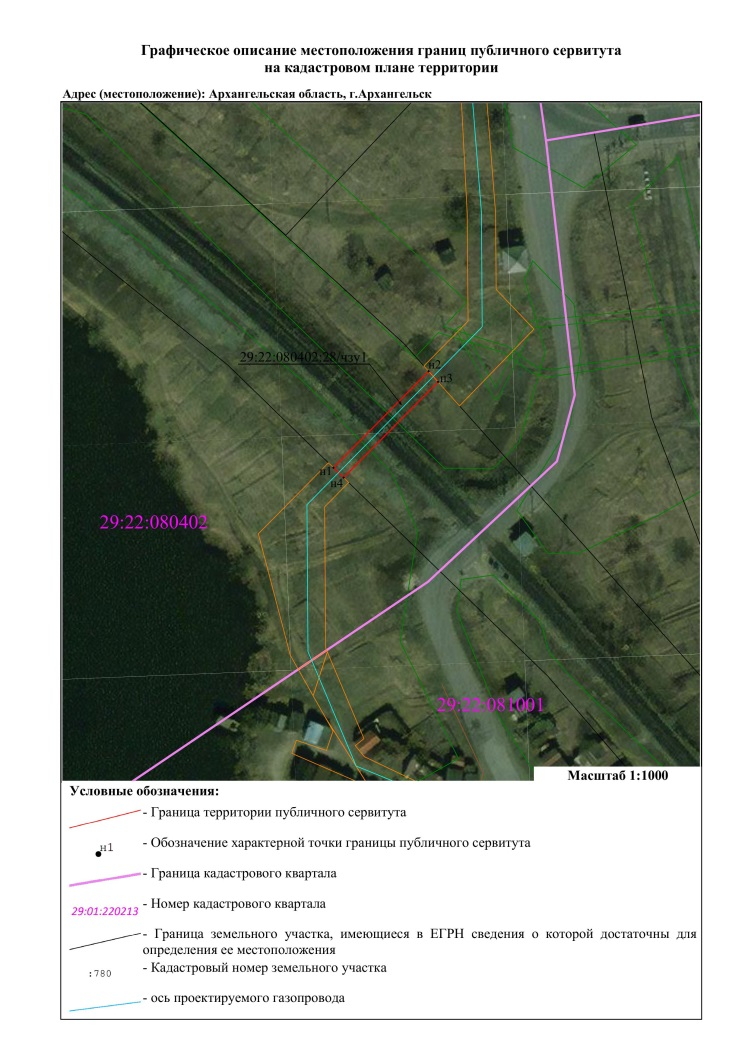 Графическое описание местоположения границ публичного сервитута
на кадастровом плане территории
Адрес (местоположение): Архангельская область, г.Архангельск
29:22:080402:28/чзу1
н2
н3
н1
н4
29:22:080402
29:22:081001
Масштаб 1:1000
Условные обозначения:
- Граница территории публичного сервитута
н1
- Обозначение характерной точки границы публичного сервитута
- Граница кадастрового квартала
29:01:220213
- Номер кадастрового квартала
- Граница земельного участка, имеющиеся в ЕГРН сведения о которой достаточны для
определения ее местоположения
:780
- Кадастровый номер земельного участка
- ось проектируемого газопровода